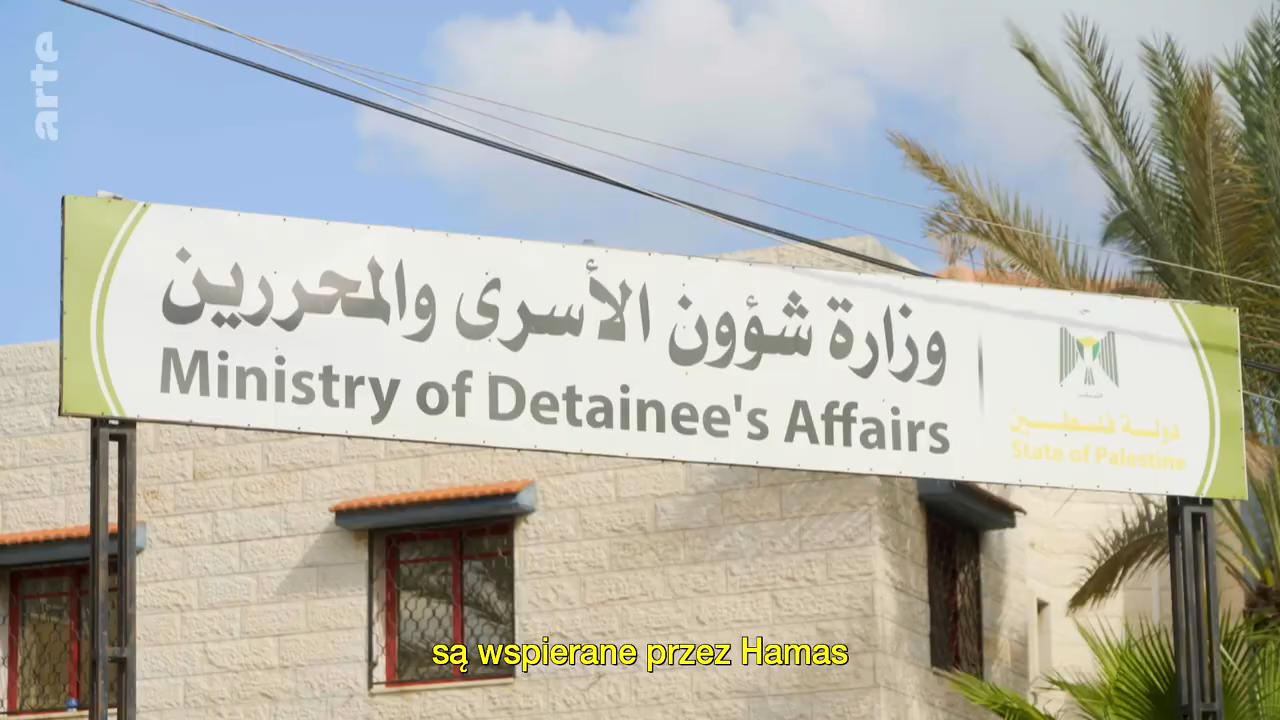 arte
وزارة شؤون الأسرى والمحررين
Ministry of Detainee's Affairs
دولة فلسطين
State of Palestine
są wspierane przez Hamas